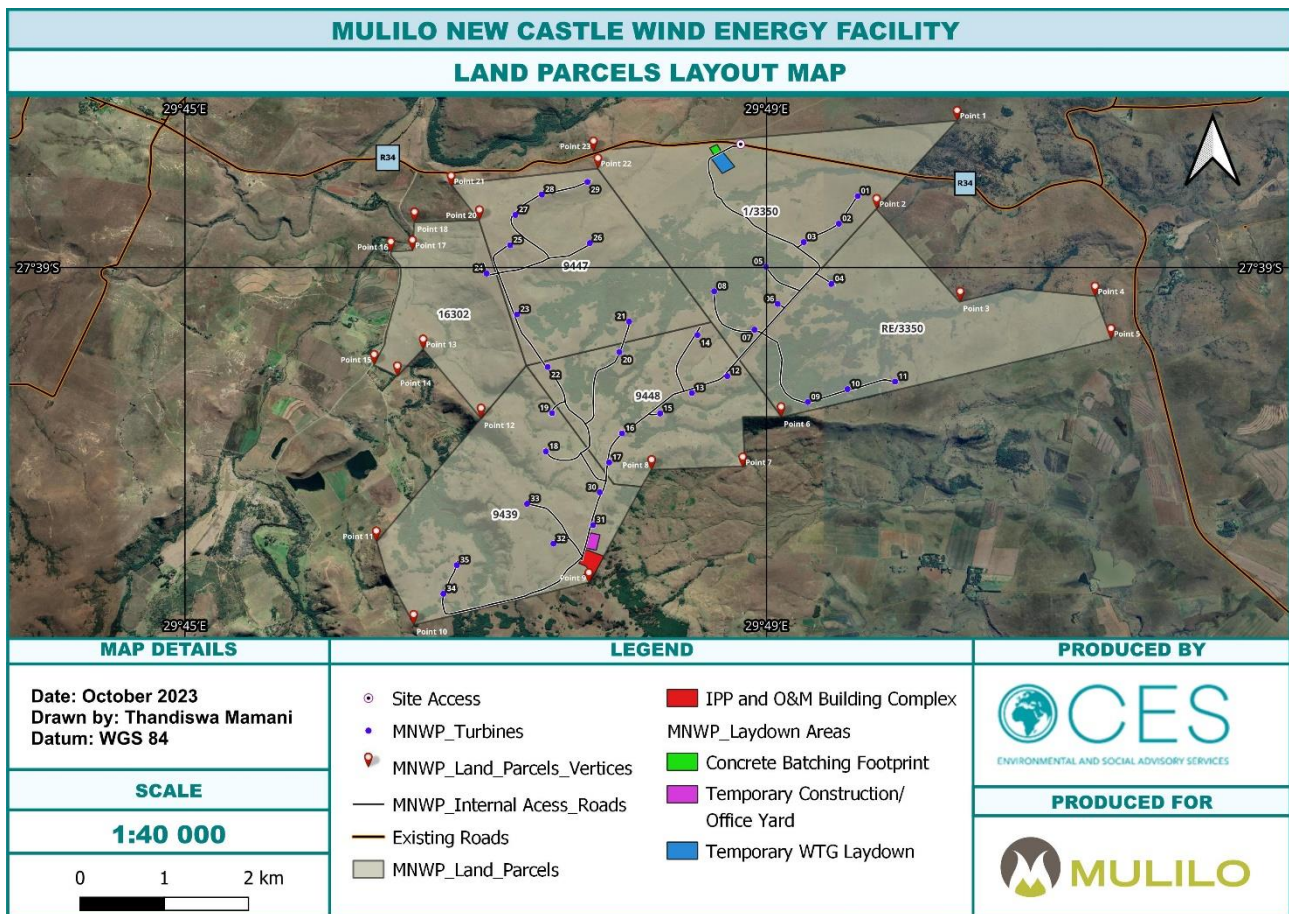 MULILO NEW CASTLE WIND ENERGY FACILITY
LAND PARCELS LAYOUT MAP
29°45'E
29°49'E
Point 1
Point 23
Point 22
R34
Point 21
R34
28
29
01
Point 2
1/3350
02
Point 20
27
Point 18
03
25
26
Point 16
Point 17
27°39'S
27°39'S
24
9447
05
04
08
Point 4
Point 3
06
23
16302
21
RE/3350
Point 5
07
14
Point 13
20
Point 15
Point 14
22
12
11
13
10
9448
09
19
15
Point 12
Point 6
16
18
17
Point 8
Point 7
30
33
9439
31
Point 11
32
35
Point 9
34
Point 10
29°45'E
29°49'E
MAP DETAILS
Date: October 2023
Drawn by: Thandiswa Mamani
Datum: WGS 84
SCALE
1:40 000
0 1 2 km
LEGEND
Site Access
MNWP_Turbines
MNWP_Land_Parcels_Vertices
MNWP_Internal Acess_Roads
Existing Roads
MNWP_Land_Parcels
IPP and O&M Building Complex
MNWP_Laydown Areas
Concrete Batching Footprint
Temporary Construction/
Office Yard
Temporary WTG Laydown
PRODUCED BY
CES
ENVIRONMENTAL AND SOCIAL ADVISORY SERVICES
PRODUCED FOR
MULILO